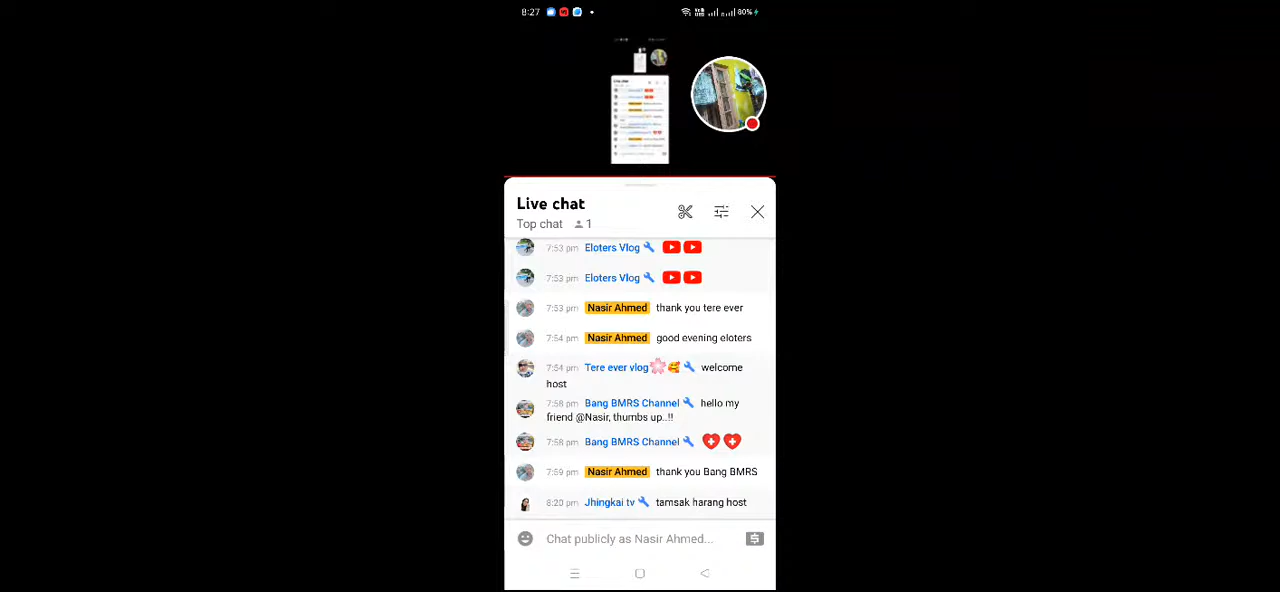 8:27
80%
Live chat
Top chat 1
7:53 pm Eloters Vlog
7:53 pm Eloters Vlog
7:53 pm Nasir Ahmed thank you tere ever
7:54 pm Nasir Ahmed good evening eloters
7:54 pm Tere ever vlog🌸🥰 welcome
host
7:58 pm Bang BMRS Channel hello my
friend @Nasir, thumbs up..!!
7:58 pm Bang BMRS Channel
7:59 pm Nasir Ahmed thank you Bang BMRS
8:20 pm Jhingkai tv tamsak harang host
Chat publicly as Nasir Ahmed...